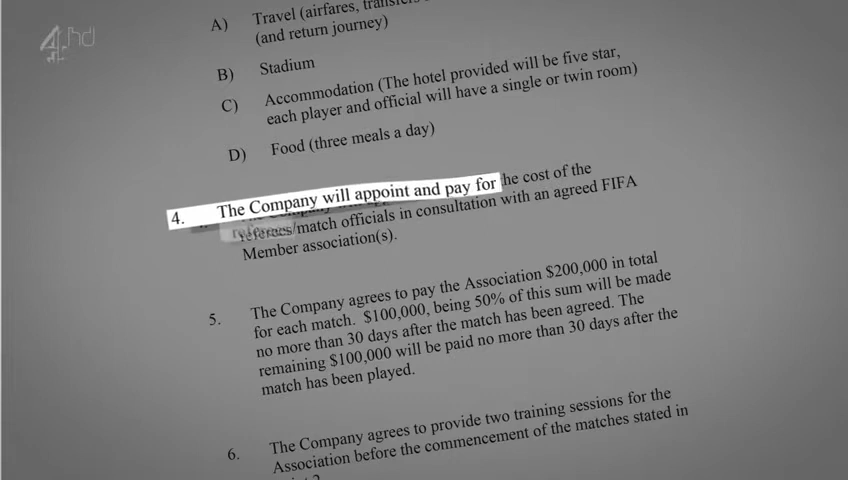 4hd
A) Travel (airfares, transfers
(and return journey)
B) Stadium
C) Accommodation (The hotel provided will be five star,
each player and official will have a single or twin room)
D) Food (three meals a day)
4. The Company will appoint and pay for the cost of the
referees/match officials in consultation with an agreed FIFA
Member association(s).
5. The Company agrees to pay the Association $200,000 in total
for each match. $100,000, being 50% of this sum will be made
no more than 30 days after the match has been agreed. The
remaining $100,000 will be paid no more than 30 days after the
match has been played.
6. The Company agrees to provide two training sessions for the
Association before the commencement of the matches stated in